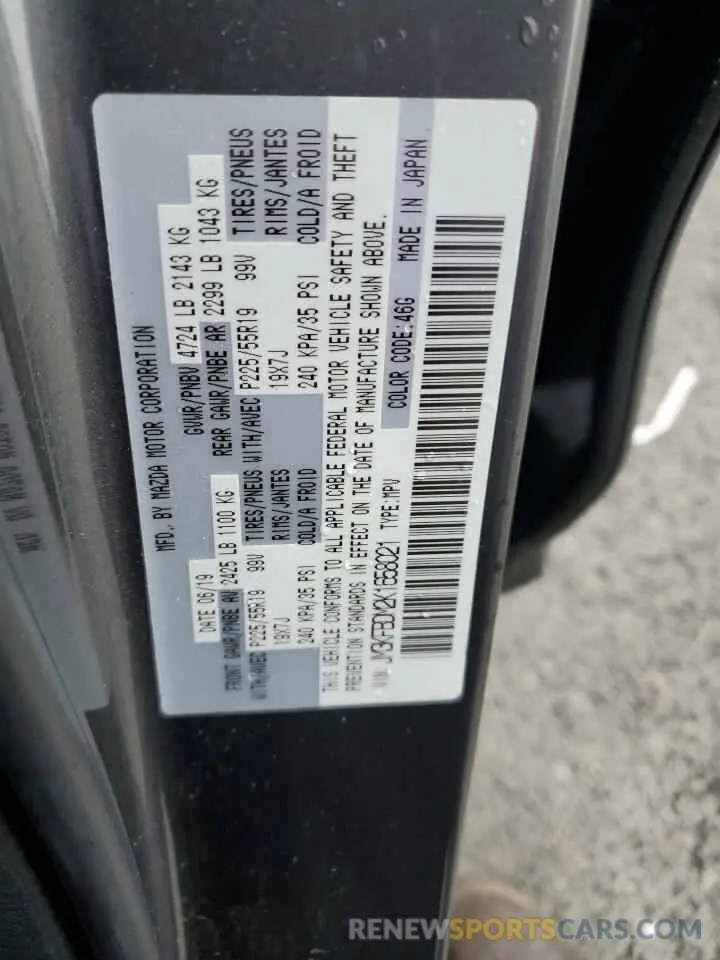 MFD. BY MAZDA MOTOR CORPORATION
DATE 06/19 GVWR/PNBV 4724 LB 2143 KG
FRONT GAWR/PNBE AV 2425 LB 1100 KG REAR GAWR/PNBE AR 2299 LB 1043 KG
TIRES/PNEUS WITH/AVEC TIRES/PNEUS
WITH/AVEC P225/55R19 99V P225/55R19 99V
19X7J RIMS/JANTES 19X7J RIMS/JANTES
240 KPA/35 PSI COLD/A FROID 240 KPA/35 PSI COLD/A FROID
THIS VEHICLE CONFORMS TO ALL APPLICABLE FEDERAL MOTOR VEHICLE SAFETY AND THEFT
PREVENTION STANDARDS IN EFFECT ON THE DATE OF MANUFACTURE SHOWN ABOVE.
JM3KFBDM2K1658021 TYPE:MPV COLOR CODE:46G MADE IN JAPAN
RENEWSPORTSCARS.COM